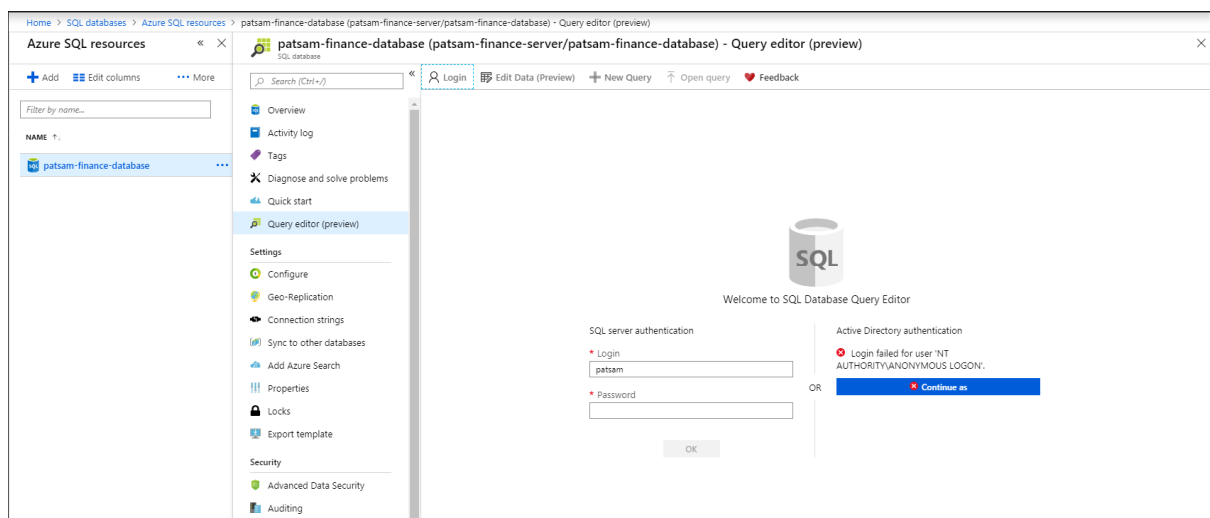 Home > SQL databases > Azure SQL resources > patsam-finance-database (patsam-finance-server/patsam-finance-database) - Query editor (preview)
Azure SQL resources « ×
+ Add Edit columns ••• More
Filter by name...
NAME ↑↓
SQL patsam-finance-database •••
patsam-finance-database (patsam-finance-server/patsam-finance-database) - Query editor (preview) ×
SQL database
Search (Ctrl+/) «
Overview
Activity log
Tags
Diagnose and solve problems
Quick start
Query editor (preview)
Settings
Configure
Geo-Replication
Connection strings
Sync to other databases
Add Azure Search
Properties
Locks
Export template
Security
Advanced Data Security
Auditing
Login Edit Data (Preview) + New Query Open query Feedback
SQL
Welcome to SQL Database Query Editor
SQL server authentication
* Login
patsam
* Password
OK
OR
Active Directory authentication
Login failed for user 'NT
AUTHORITY\ANONYMOUS LOGON'.
Continue as